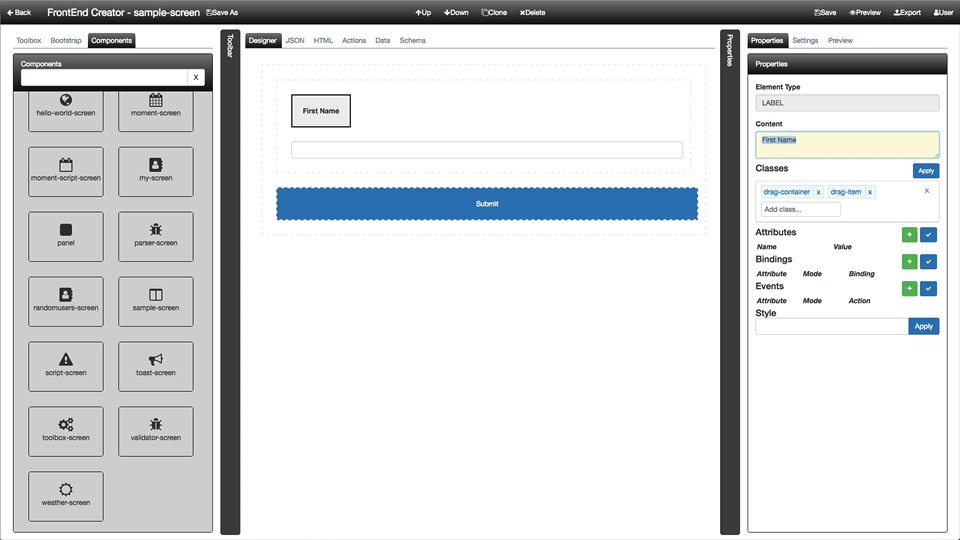 Back FrontEnd Creator - sample-screen Save As Up Down Clone Delete Save Preview Export User
Toolbox Bootstrap Components
Components
X
hello-world-screen moment-screen
moment-script-screen my-screen
panel parser-screen
randomusers-screen sample-screen
script-screen toast-screen
toolbox-screen validator-screen
weather-screen
Toolbar
Designer JSON HTML Actions Data Schema
First Name
Submit
Properties
Properties Settings Preview
Properties
Element Type
LABEL
Content
First Name
Classes Apply
drag-container x drag-item x X
Add class...
Attributes
Name Value
Bindings
Attribute Mode Binding
Events
Attribute Mode Action
Style
Apply